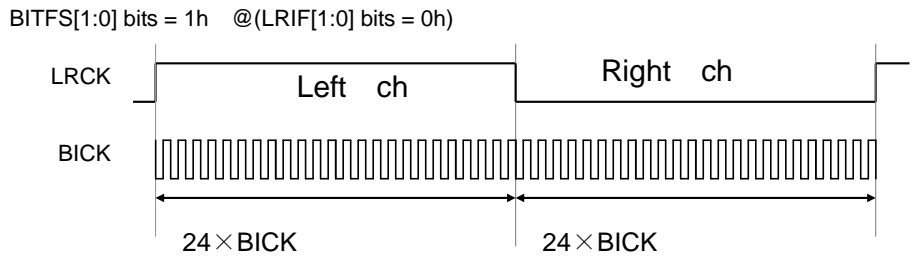 BITFS[1:0] bits = 1h @(LRIF[1:0] bits = 0h)
LRCK
Left ch
Right ch
BICK
24×BICK
24×BICK